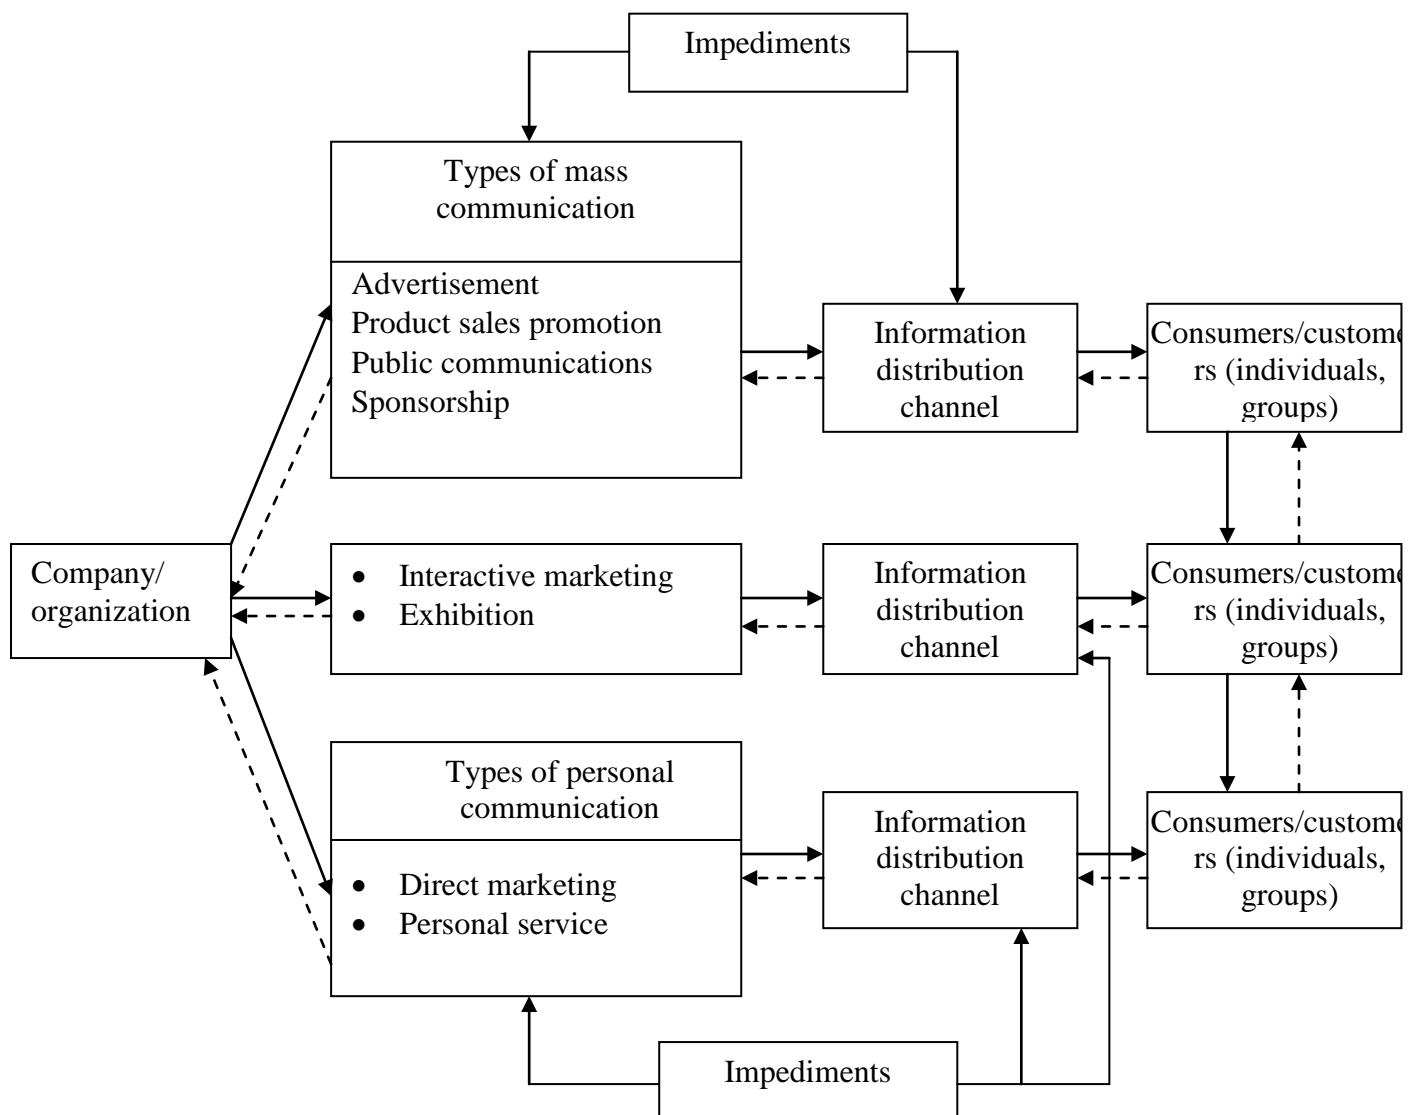 Impediments
Types of mass
communication
Advertisement
Product sales promotion
Public communications
Sponsorship
Information
distribution
channel
Consumers/custome
rs (individuals,
groups)
Company/
organization
• Interactive marketing
• Exhibition
Information
distribution
channel
Consumers/custome
rs (individuals,
groups)
Types of personal
communication
• Direct marketing
• Personal service
Information
distribution
channel
Consumers/custome
rs (individuals,
groups)
Impediments